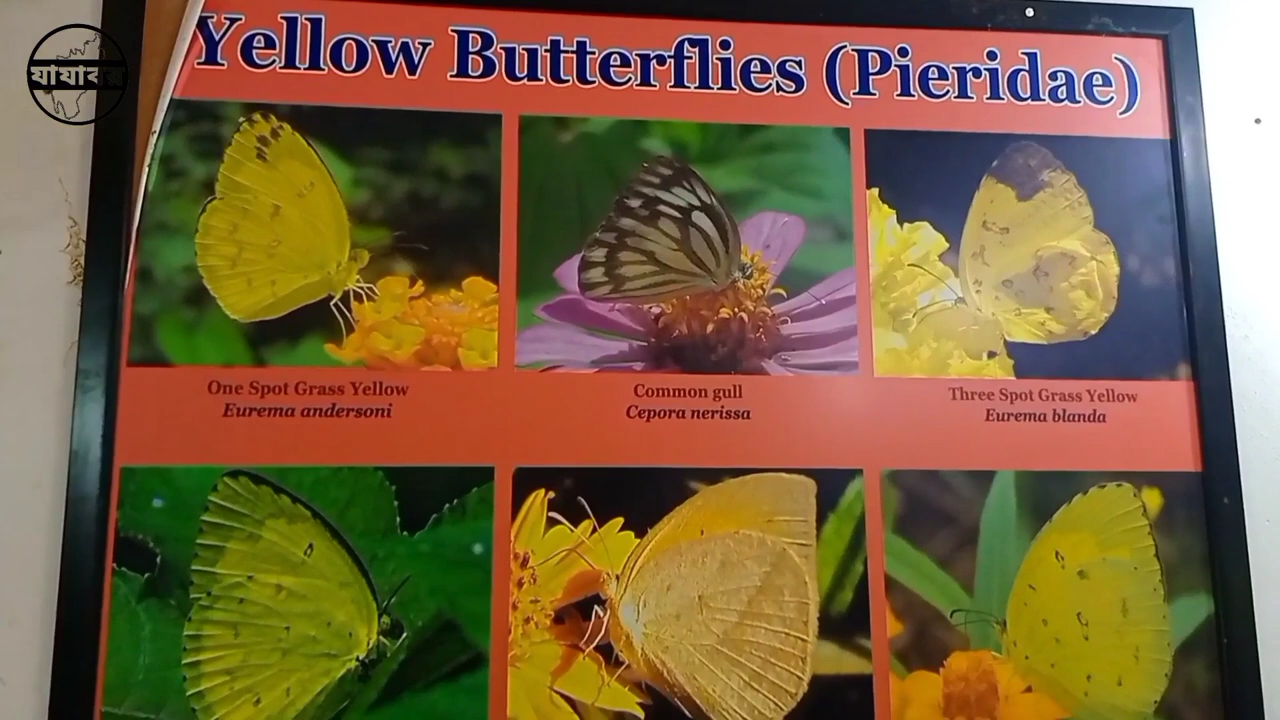 যাযাবর
Yellow Butterflies (Pieridae)
One Spot Grass Yellow
Eurema andersoni
Common gull
Cepora nerissa
Three Spot Grass Yellow
Eurema blanda